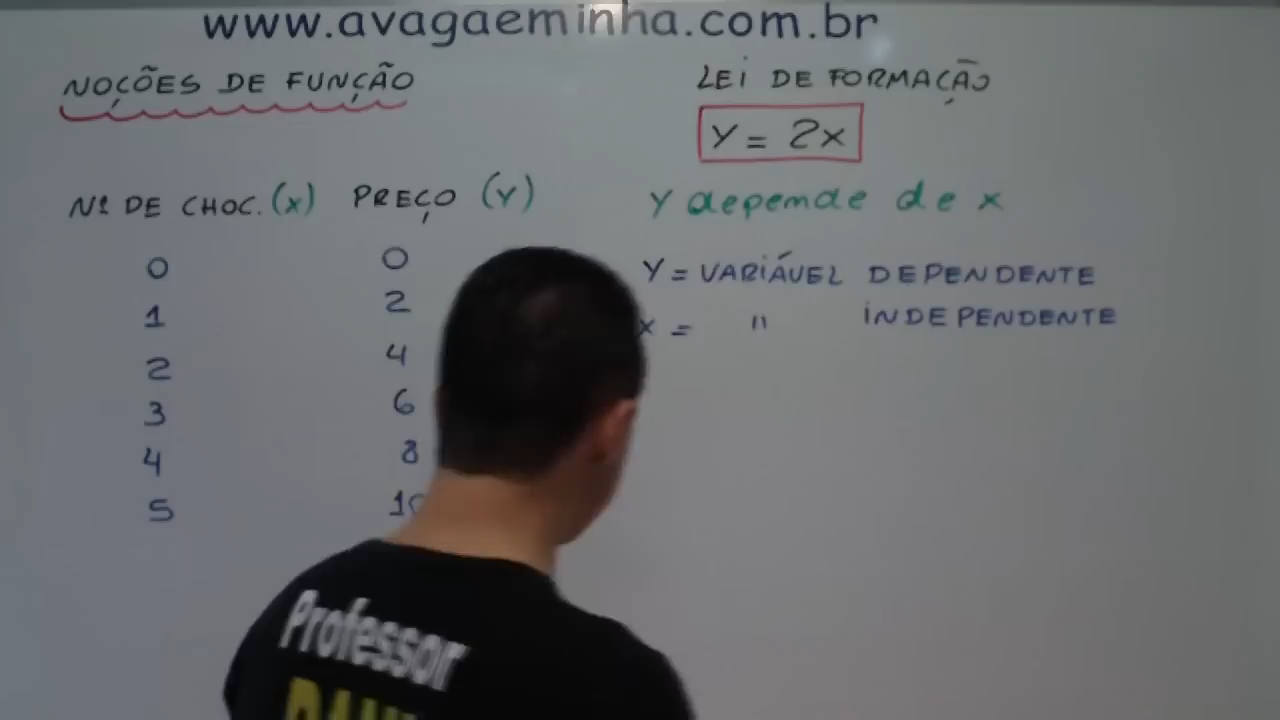 www.avagaeminha.com.br
NOÇÕES DE FUNÇÃO
LEI DE FORMAÇÃO
Y = 2x
Nº DE CHOC. (x) PREÇO (Y)
Y depende de x
0 0
1 2
2 4
3 6
4 8
5 10
Y = VARIÁVEL DEPENDENTE
x = " INDEPENDENTE
Professor